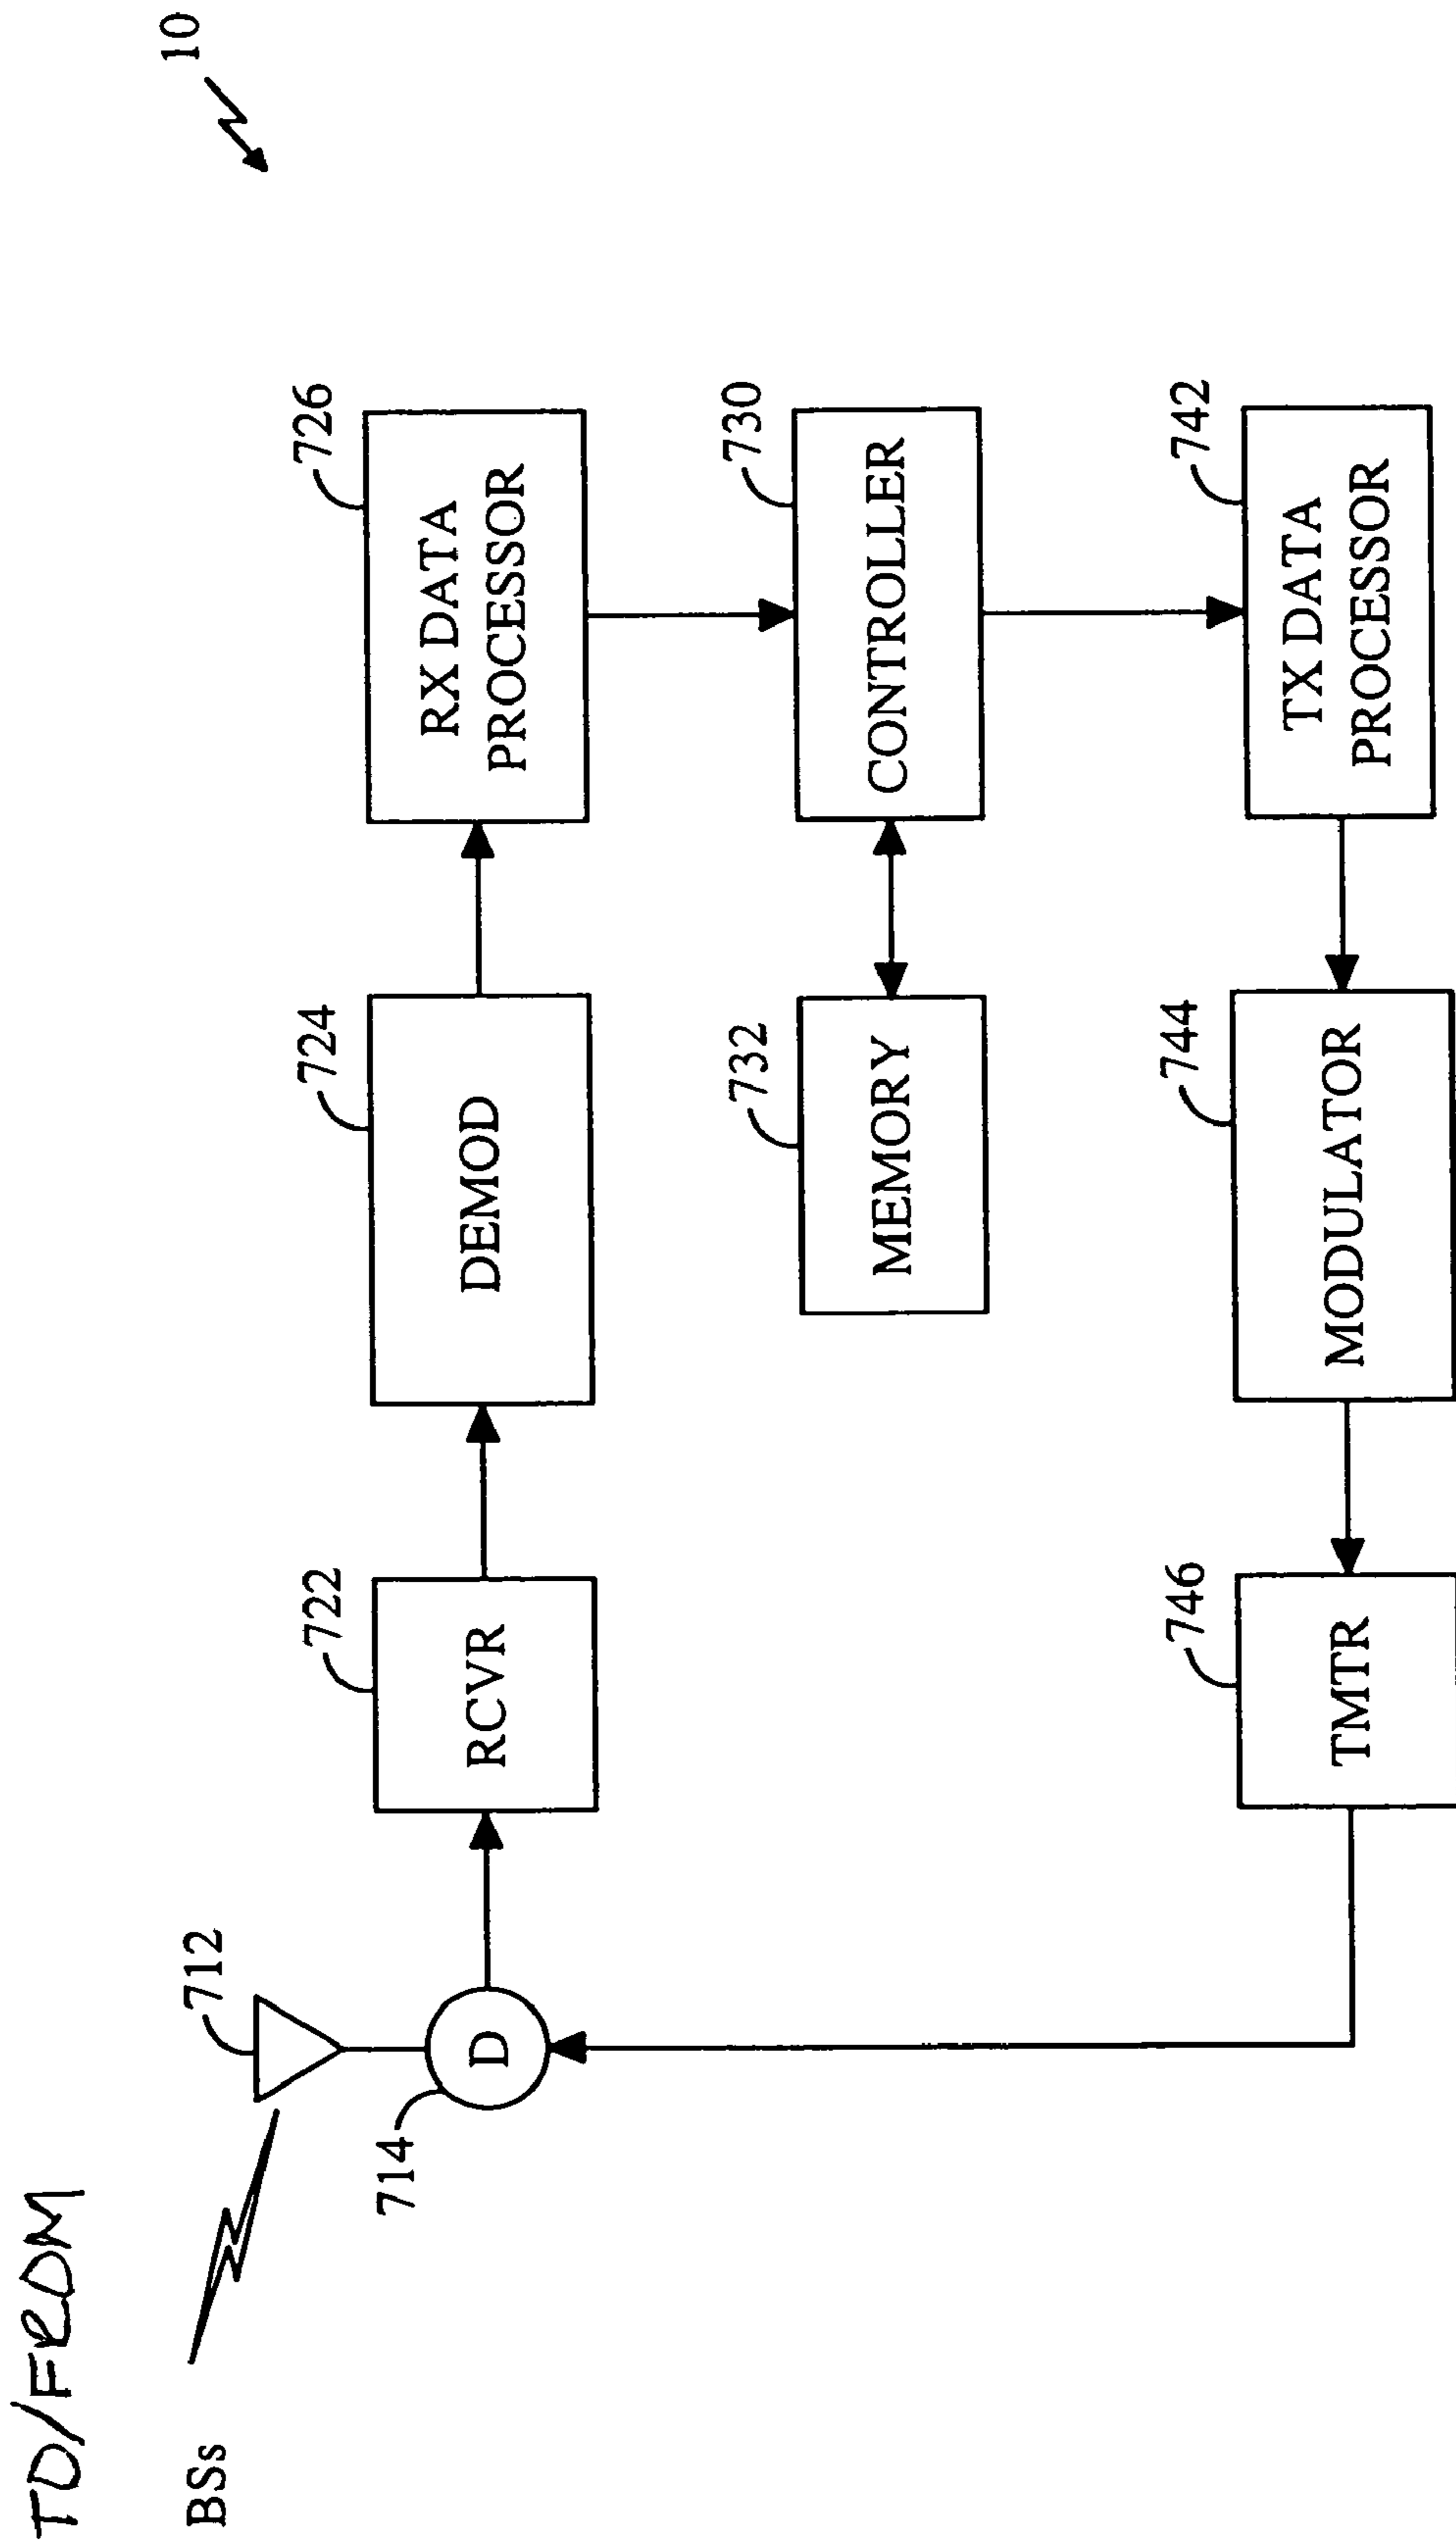 TO/FROM
BSs
10
712
714
D
722
RCVR
724
DEMOD
726
RX DATA
PROCESSOR
732
MEMORY
730
CONTROLLER
746
TMTR
744
MODULATOR
742
TX DATA
PROCESSOR